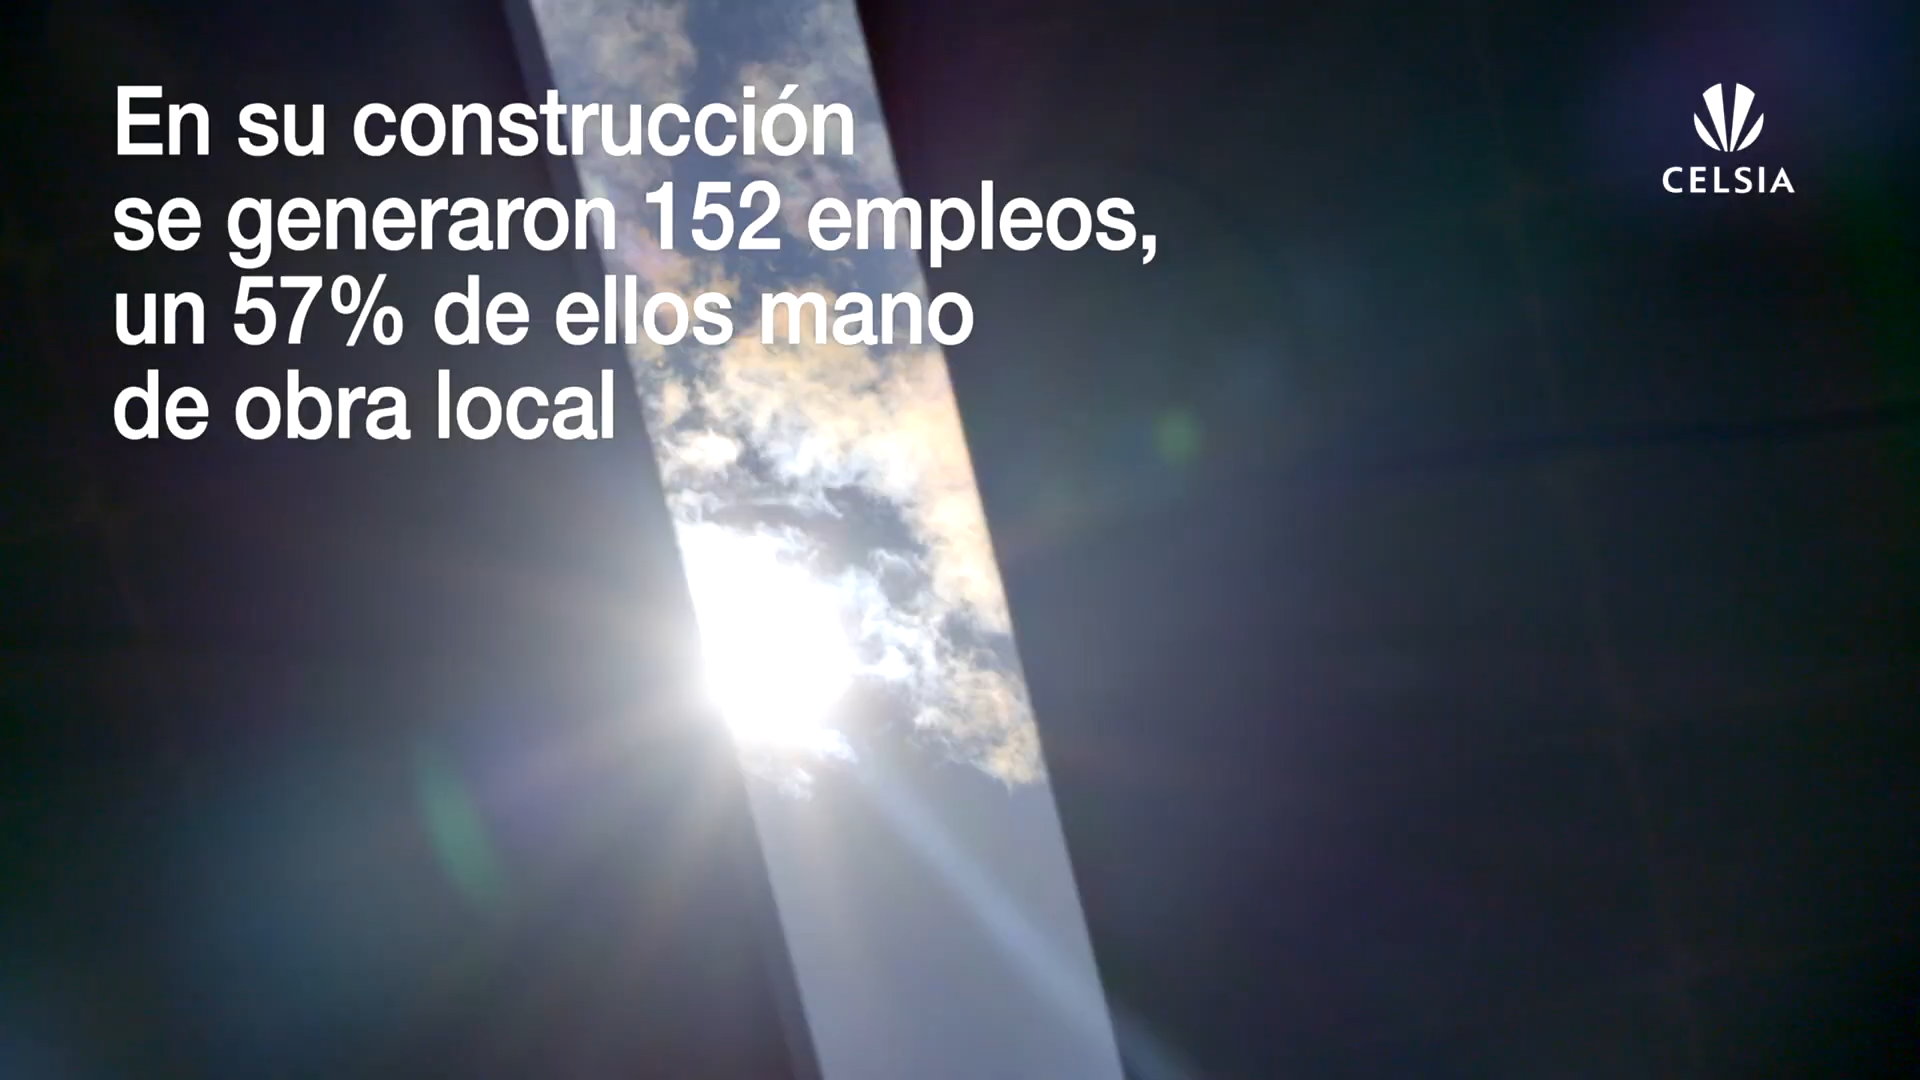 En su construcción
se generaron 152 empleos,
un 57% de ellos mano
de obra local
CELSIA